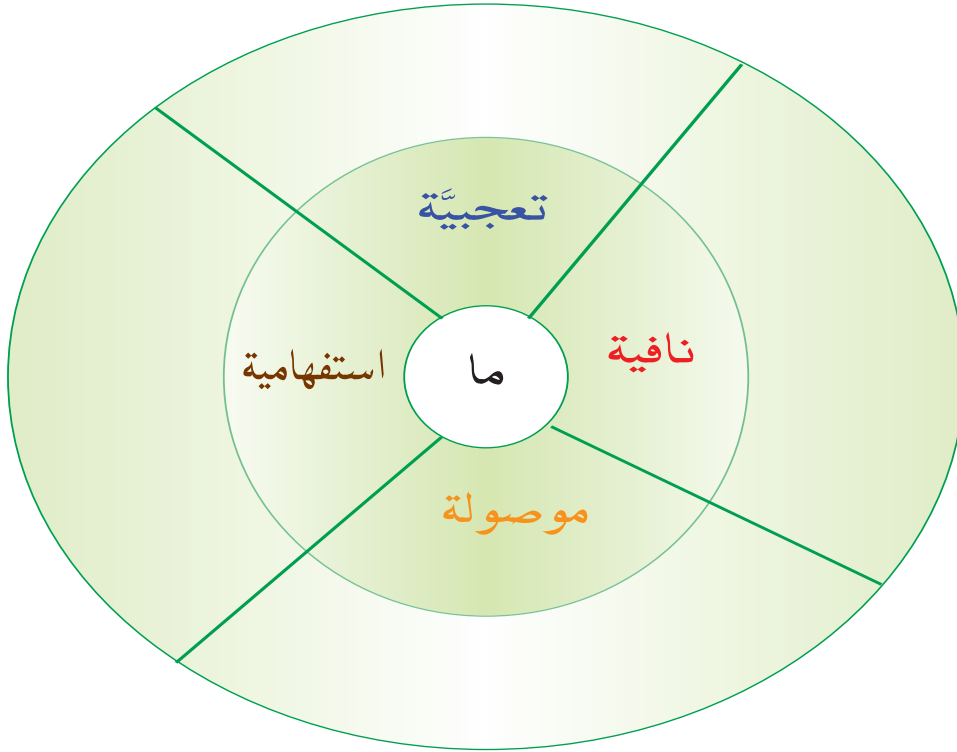 تعجبيَّة
نافية
ما
استفهامية
موصولة